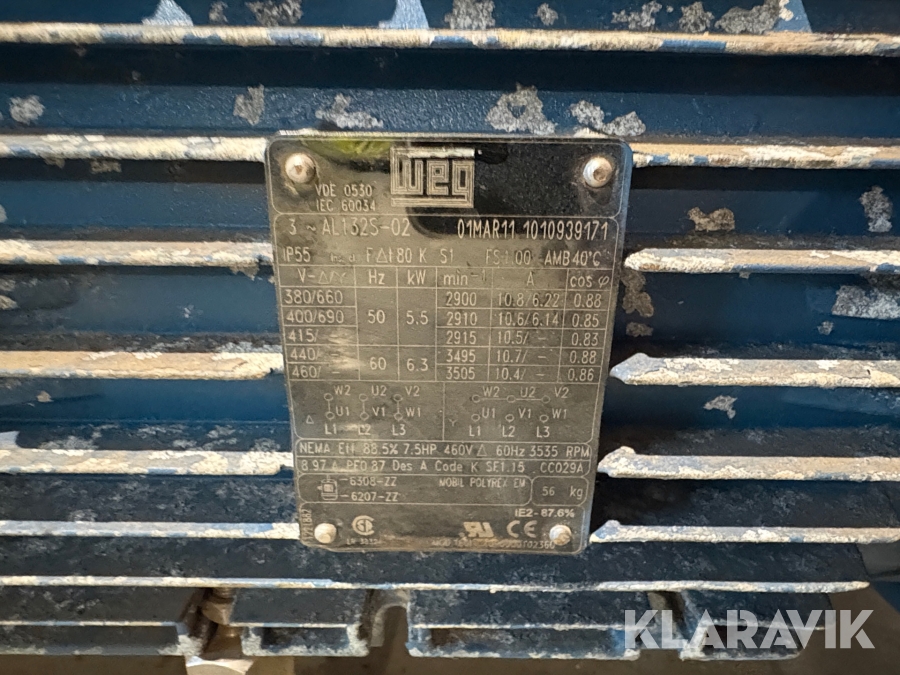 WEG
VDE 0530
IEC 60034
3 ~ AL132S-02 01MAR11 1010939171
IP55 F Δt 80 K S1 FS 1.00 AMB 40°C
V~ Δ/Y Hz kW min⁻¹ A cos φ
380/660 2900 10.8/6.22 0.88
400/690 50 5.5 2910 10.6/6.14 0.85
415/ – 2915 10.5/ – 0.83
440/ – 60 6.3 3495 10.7/ – 0.88
460/ – 3505 10.4/ – 0.86
W2 U2 V2 W2 U2 V2
Δ U1 V1 W1 Y U1 V1 W1
L1 L2 L3 L1 L2 L3
NEMA Eff 88.5% 7.5HP 460V Δ 60Hz 3535 RPM
8.97 A PF0.87 Des A Code K SF1.15 CC029A
6308-ZZ MOBIL POLYREX EM 56 kg
6207-ZZ
IE2-87.6%
CE
KLARAVIK